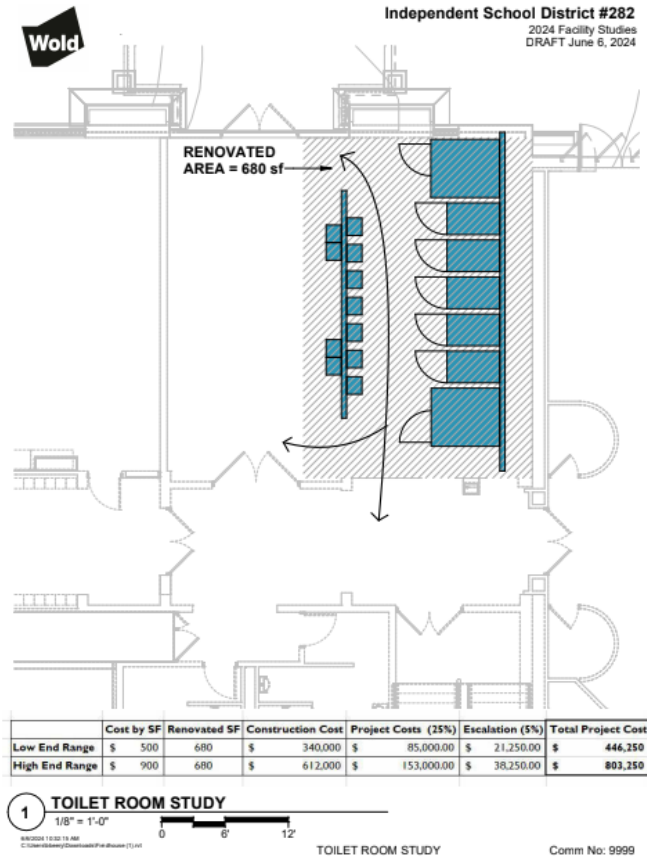 Wold
Independent School District #282
2024 Facility Studies
DRAFT June 6, 2024
RENOVATED
AREA = 680 sf
Cost by SF Renovated SF Construction Cost Project Costs (25%) Escalation (5%) Total Project Cost
Low End Range $ 500 680 $ 340,000 $ 85,000.00 $ 21,250.00 $ 446,250
High End Range $ 900 680 $ 612,000 $ 153,000.00 $ 38,250.00 $ 803,250
1 TOILET ROOM STUDY
1/8" = 1'-0"
0 6' 12'
TOILET ROOM STUDY Comm No: 9999